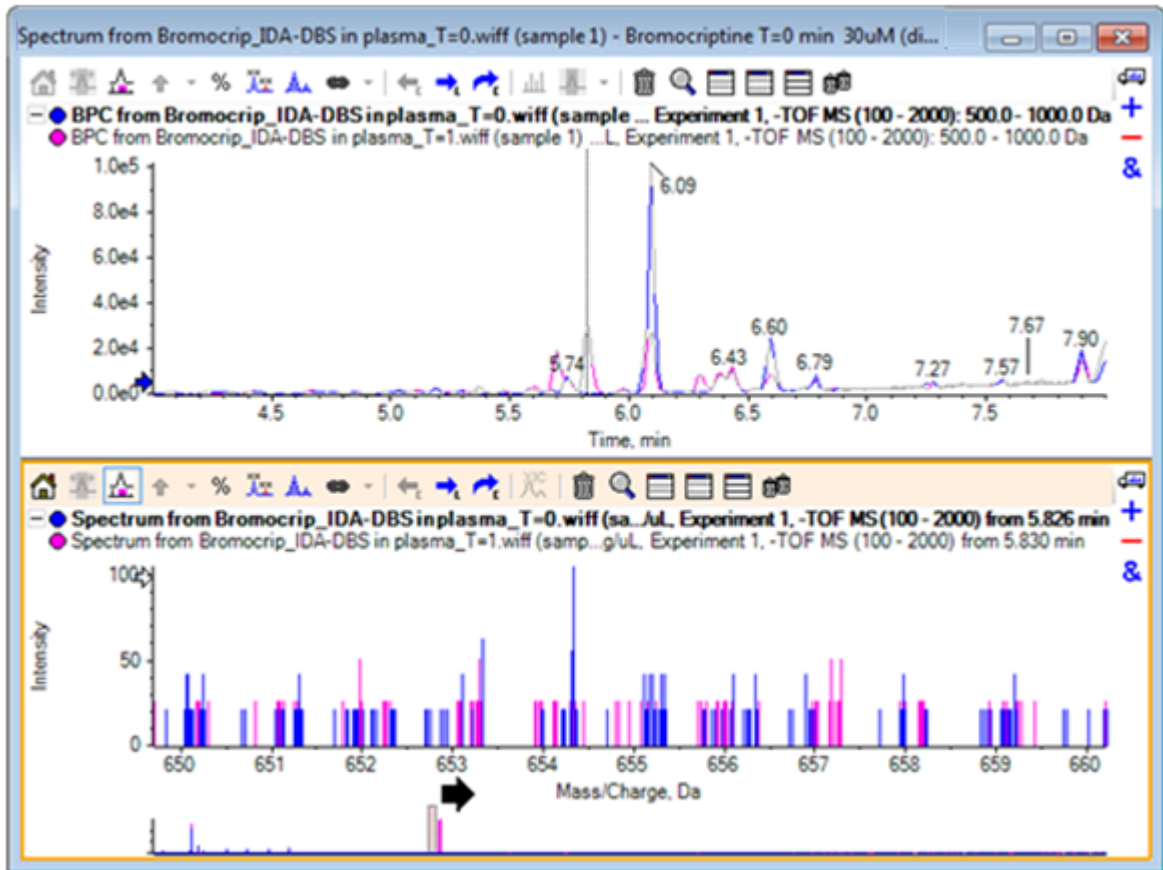 Spectrum from Bromocrip_IDA-DBS in plasma_T=0.wiff (sample 1) - Bromocriptine T=0 min 30uM (di...
%
BPC from Bromocrip_IDA-DBS in plasma_T=0.wiff (sample ... Experiment 1, -TOF MS (100 - 2000): 500.0 - 1000.0 Da
BPC from Bromocrip_IDA-DBS in plasma_T=1.wiff (sample 1) ...L, Experiment 1, -TOF MS (100 - 2000): 500.0 - 1000.0 Da
&
1.0e5
8.0e4
6.0e4
4.0e4
2.0e4
0.0e0
Intensity
5.74
6.09
6.43
6.60
6.79
7.27
7.57
7.67
7.90
4.5 5.0 5.5 6.0 6.5 7.0 7.5
Time, min
%
Spectrum from Bromocrip_IDA-DBS in plasma_T=0.wiff (sa.../uL, Experiment 1, -TOF MS (100 - 2000) from 5.826 min
Spectrum from Bromocrip_IDA-DBS in plasma_T=1.wiff (samp...g/uL, Experiment 1, -TOF MS (100 - 2000) from 5.830 min
&
100
50
0
Intensity
650 651 652 653 654 655 656 657 658 659 660
Mass/Charge, Da